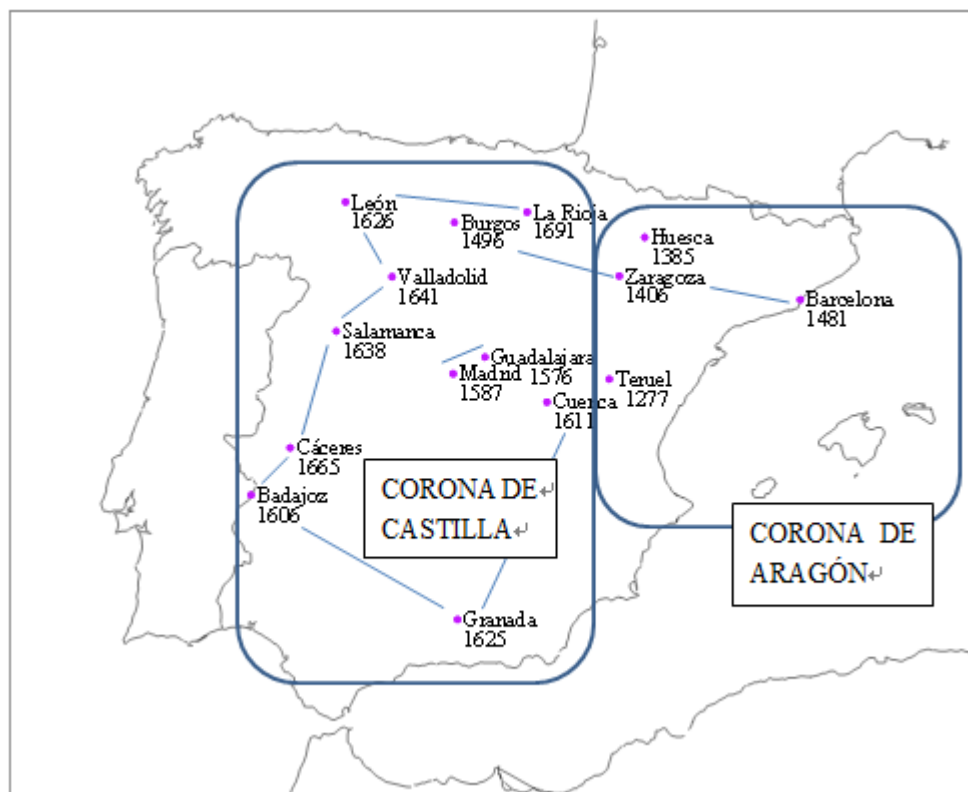 León
1626
La Rioja
1691
Burgos
1496
Huesca
1385
Valladolid
1641
Zaragoza
1406
Barcelona
1481
Salamanca
1638
Guadalajara
1576
Madrid
1587
Teruel
1277
Cuenca
1611
Cáceres
1665
Badajoz
1606
CORONA DE↵
CASTILLA↵
CORONA DE
ARAGÓN↵
Granada
1625